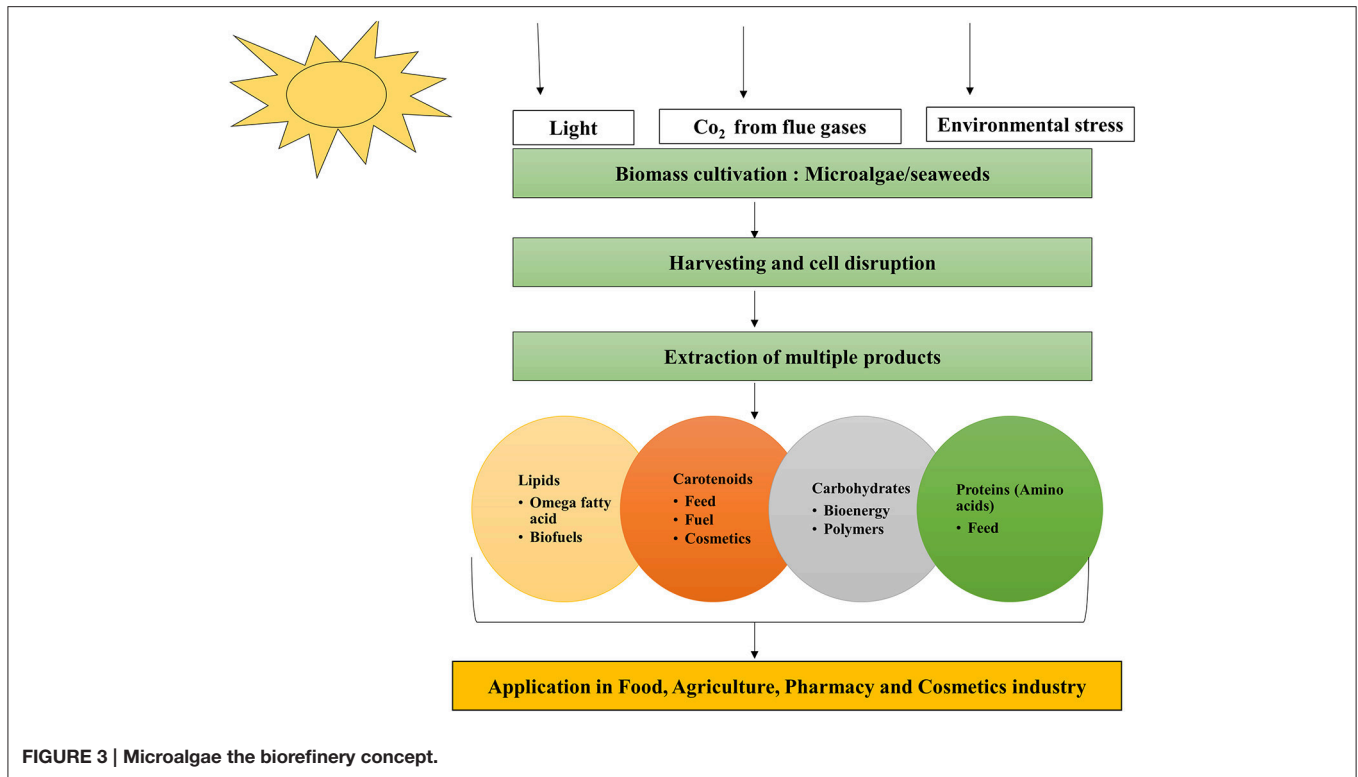 Light
Co₂ from flue gases
Environmental stress
Biomass cultivation : Microalgae/seaweeds
Harvesting and cell disruption
Extraction of multiple products
Lipids
• Omega fatty
acid
• Biofuels
Carotenoids
• Feed
• Fuel
• Cosmetics
Carbohydrates
• Bioenergy
• Polymers
Proteins (Amino
acids)
• Feed
Application in Food, Agriculture, Pharmacy and Cosmetics industry
FIGURE 3 | Microalgae the biorefinery concept.